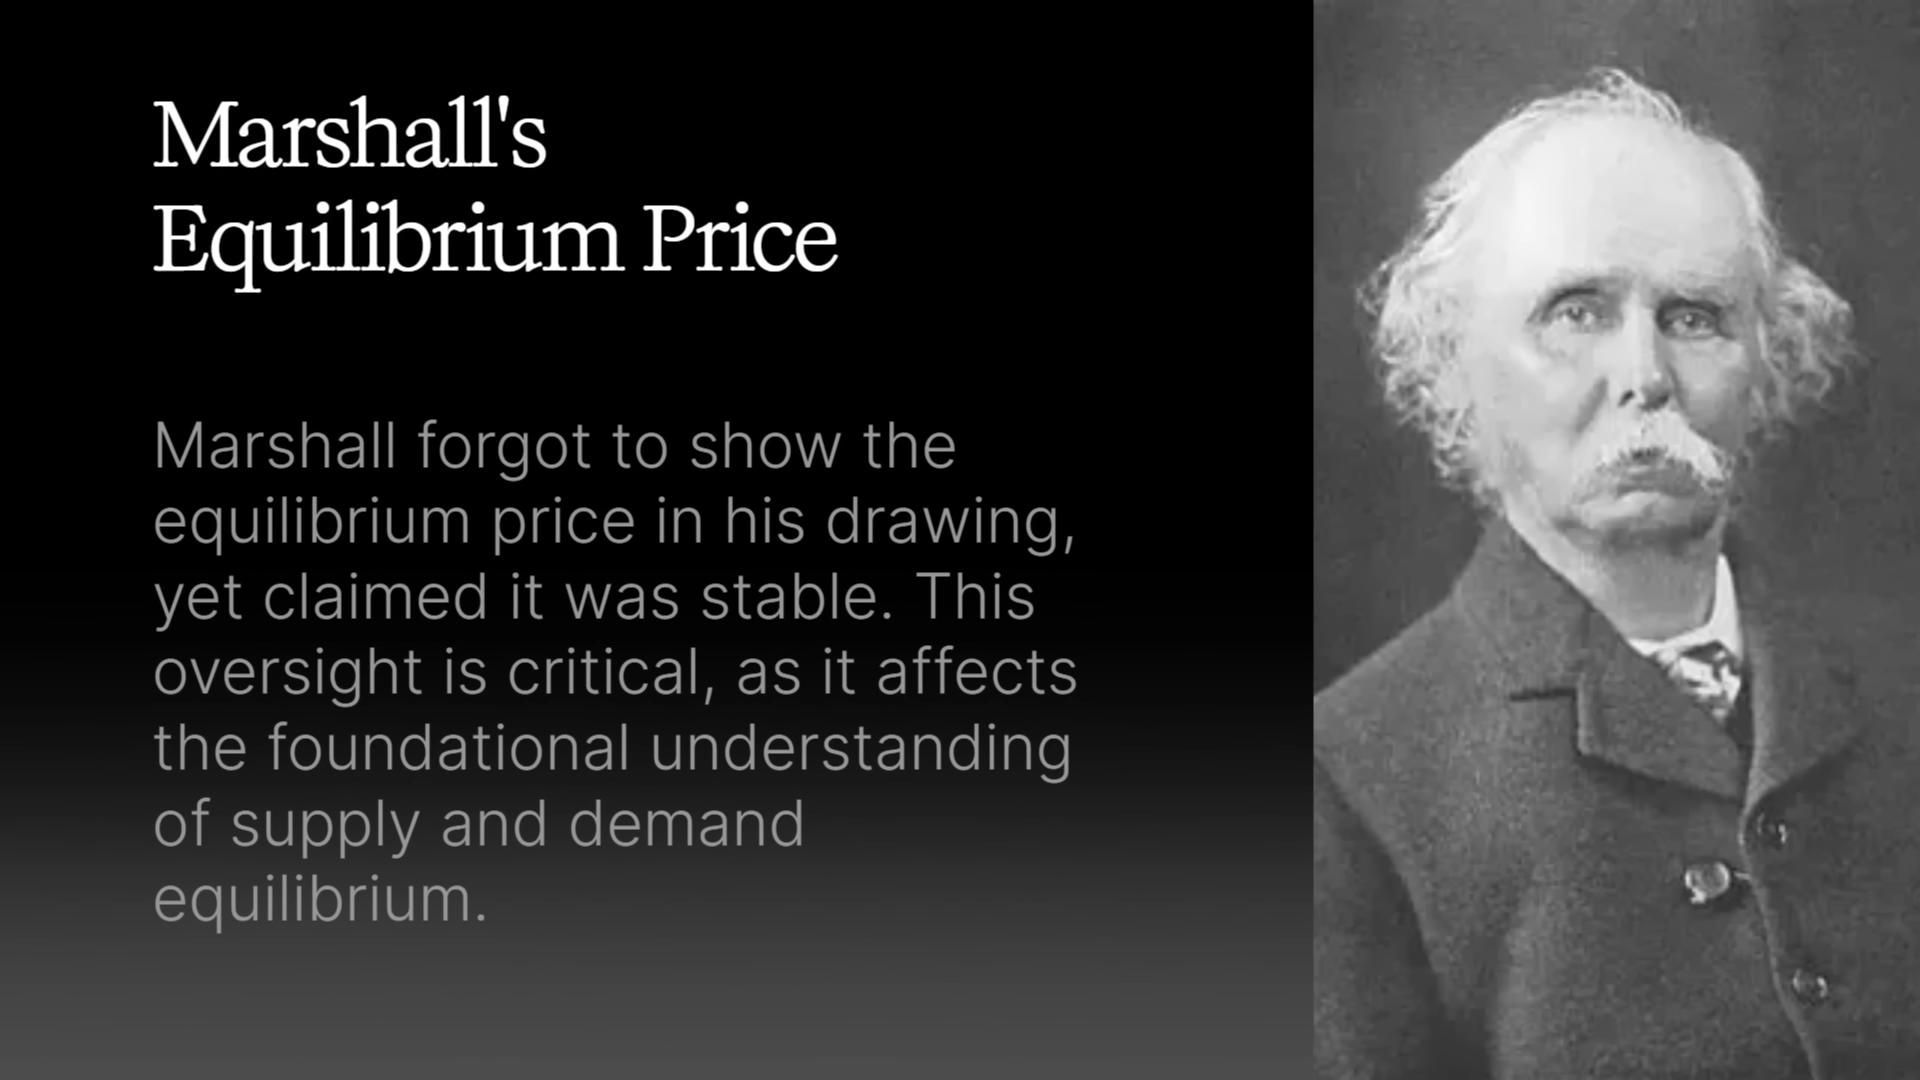 Marshall's
Equilibrium Price
Marshall forgot to show the
equilibrium price in his drawing,
yet claimed it was stable. This
oversight is critical, as it affects
the foundational understanding
of supply and demand
equilibrium.